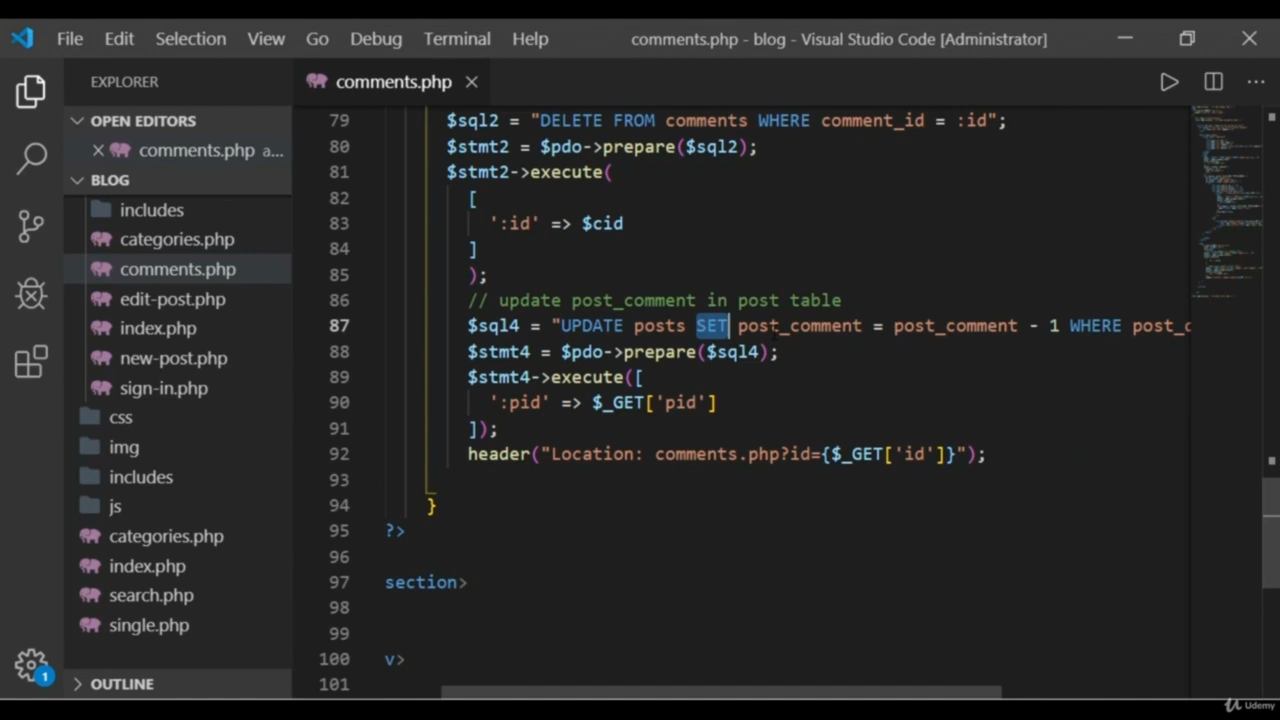 File Edit Selection View Go Debug Terminal Help comments.php - blog - Visual Studio Code [Administrator]
EXPLORER
comments.php
OPEN EDITORS
comments.php a...
BLOG
includes
categories.php
comments.php
edit-post.php
index.php
new-post.php
sign-in.php
css
img
includes
js
categories.php
index.php
search.php
single.php
OUTLINE
1
79 $sql2 = "DELETE FROM comments WHERE comment_id = :id";
80 $stmt2 = $pdo->prepare($sql2);
81 $stmt2->execute(
82 [
83 ':id' => $cid
84 ]
85 );
86 // update post_comment in post table
87 $sql4 = "UPDATE posts SET post_comment = post_comment - 1 WHERE post_
88 $stmt4 = $pdo->prepare($sql4);
89 $stmt4->execute([
90 ':pid' => $_GET['pid']
91 ]);
92 header("Location: comments.php?id={$_GET['id']}");
93
94 }
95 ?>
96
97 section>
98
99
100 v>
101
Udemy